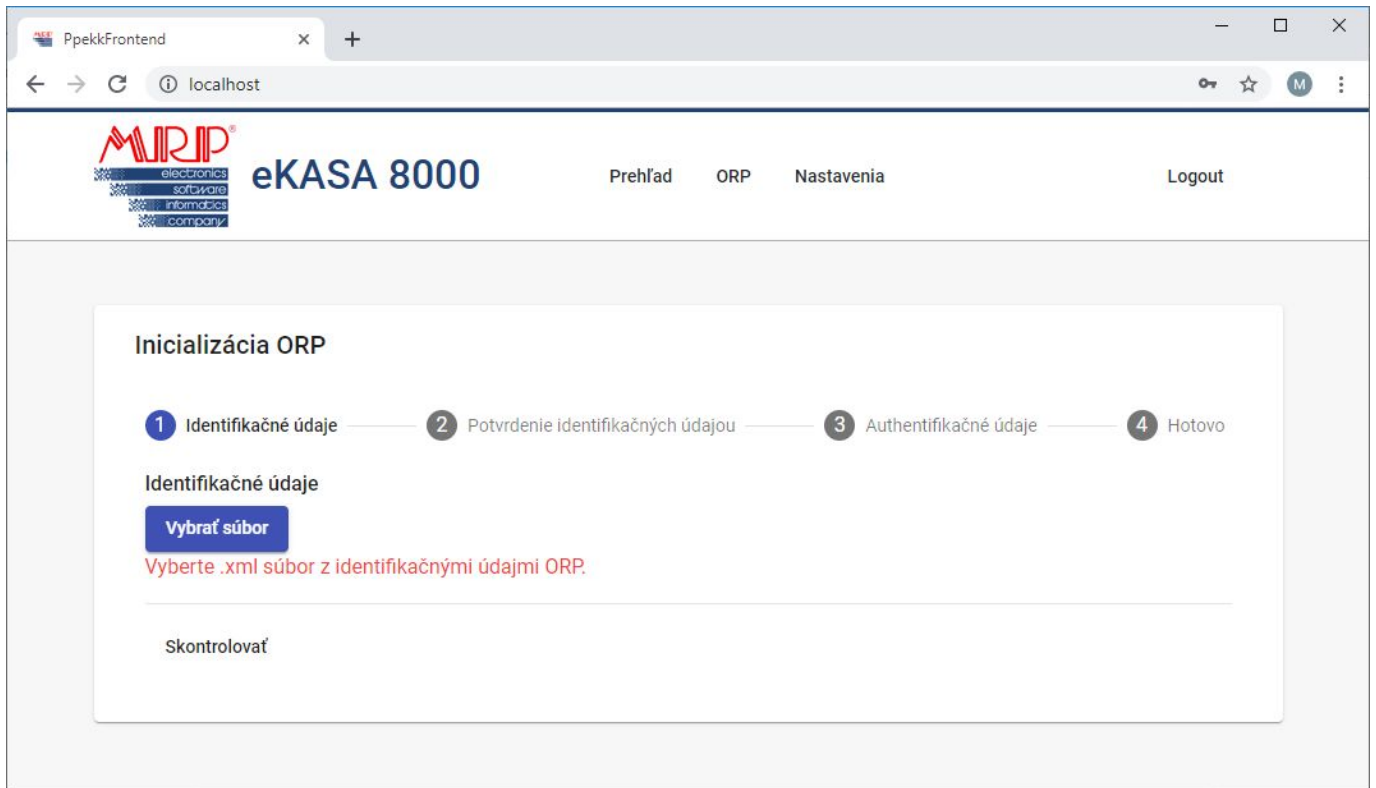 PpekkFrontend
localhost
M
MRP®
electronics
software
informatics
company
eKASA 8000
Prehľad ORP Nastavenia Logout
Inicializácia ORP
1 Identifikačné údaje 2 Potvrdenie identifikačných údajou 3 Authentifikačné údaje 4 Hotovo
Identifikačné údaje
Vybrať súbor
Vyberte .xml súbor z identifikačnými údajmi ORP.
Skontrolovať